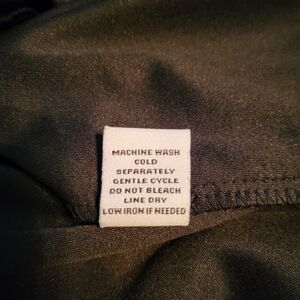 MACHINE WASH
COLD
SEPARATELY
GENTLE CYCLE
DO NOT BLEACH
LINE DRY
LOW IRON IF NEEDED